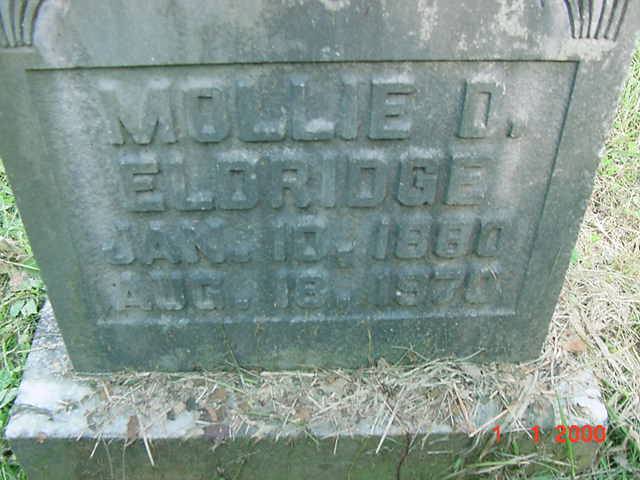 MOLLIE D.
ELDRIDGE
JAN. 10. 1880
AUG. 18. 1970
1 1 2000